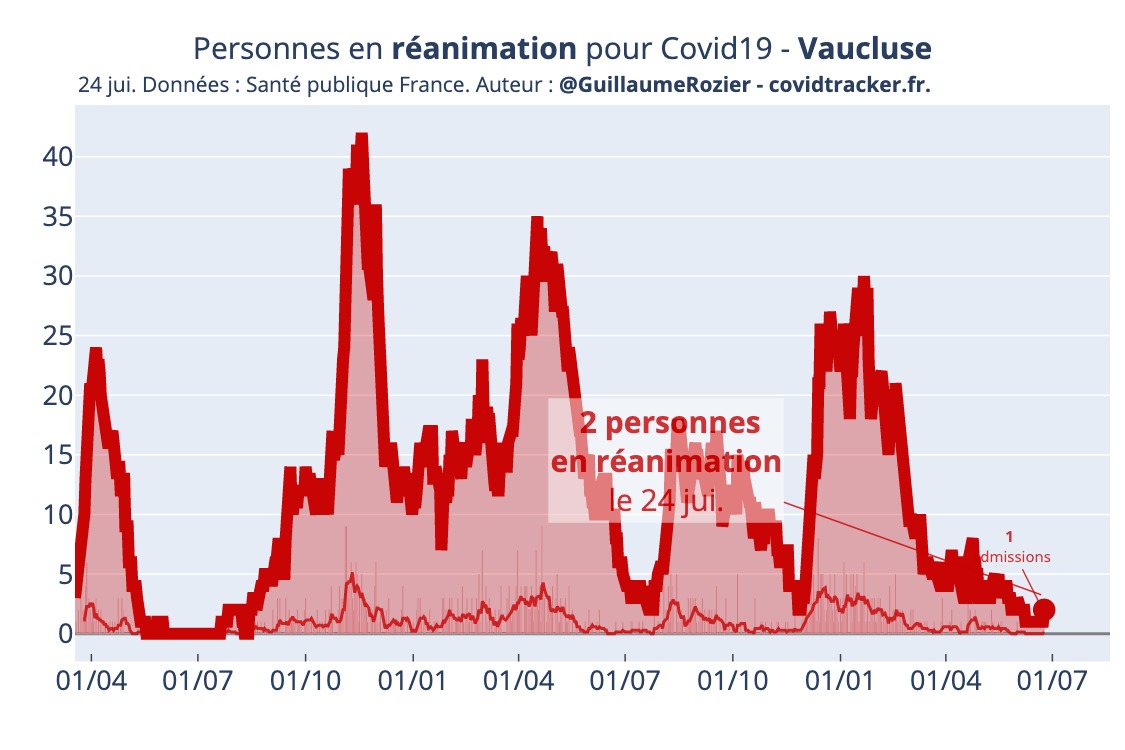 Personnes en réanimation pour Covid19 - Vaucluse
24 jui. Données : Santé publique France. Auteur : @GuillaumeRozier - covidtracker.fr.
40
35
30
25
20
15
10
5
0
2 personnes
en réanimation
le 24 jui.
1
dmissions
01/04 01/07 01/10 01/01 01/04 01/07 01/10 01/01 01/04 01/07